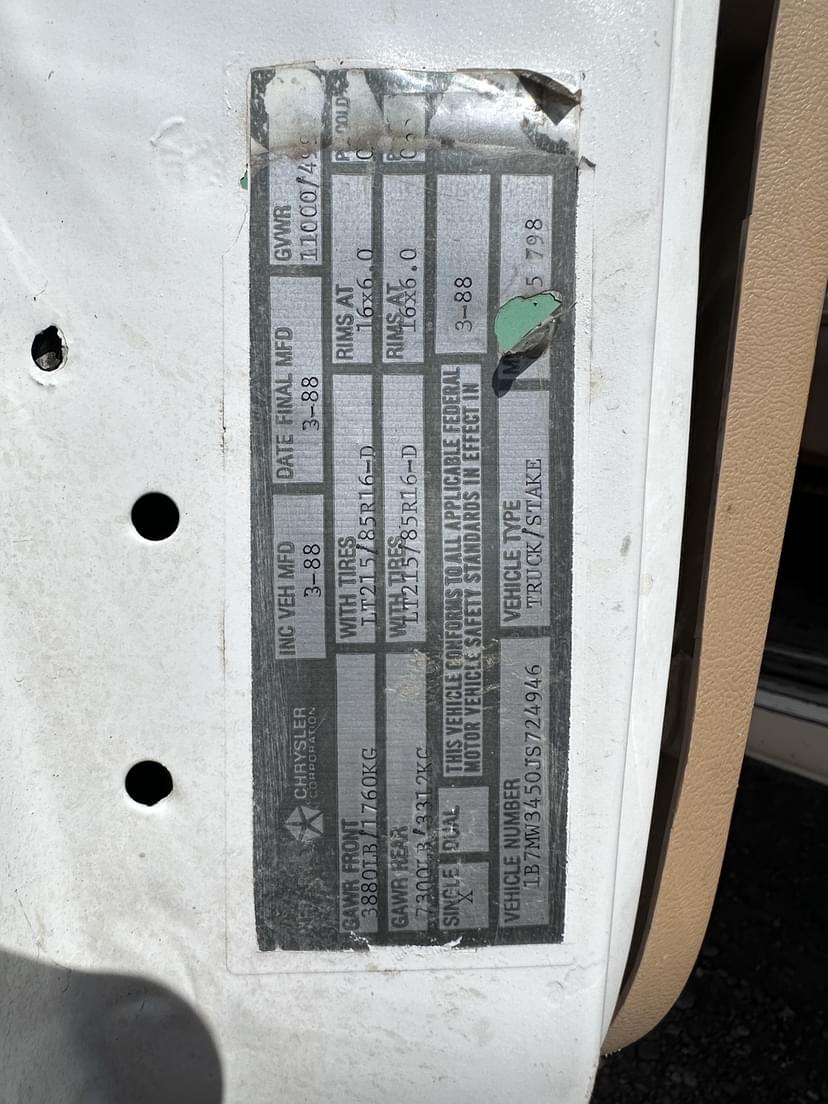 CHRYSLER
CORPORATION
INC VEH MFD
3-88
DATE FINAL MFD
3-88
GVWR
11000/
GAWR FRONT
3880LB/1760KG
WITH TIRES
LT215/85R16-D
RIMS AT
16x6.0
COLD
GAWR REAR
7300LB/3312KG
WITH TIRES
LT215/85R16-D
RIMS AT
16x6.0
SINGLE DUAL
X
THIS VEHICLE CONFORMS TO ALL APPLICABLE FEDERAL
MOTOR VEHICLE SAFETY STANDARDS IN EFFECT IN
3-88
VEHICLE NUMBER
1B7MW3450JS724946
VEHICLE TYPE
TRUCK/STAKE
5 798